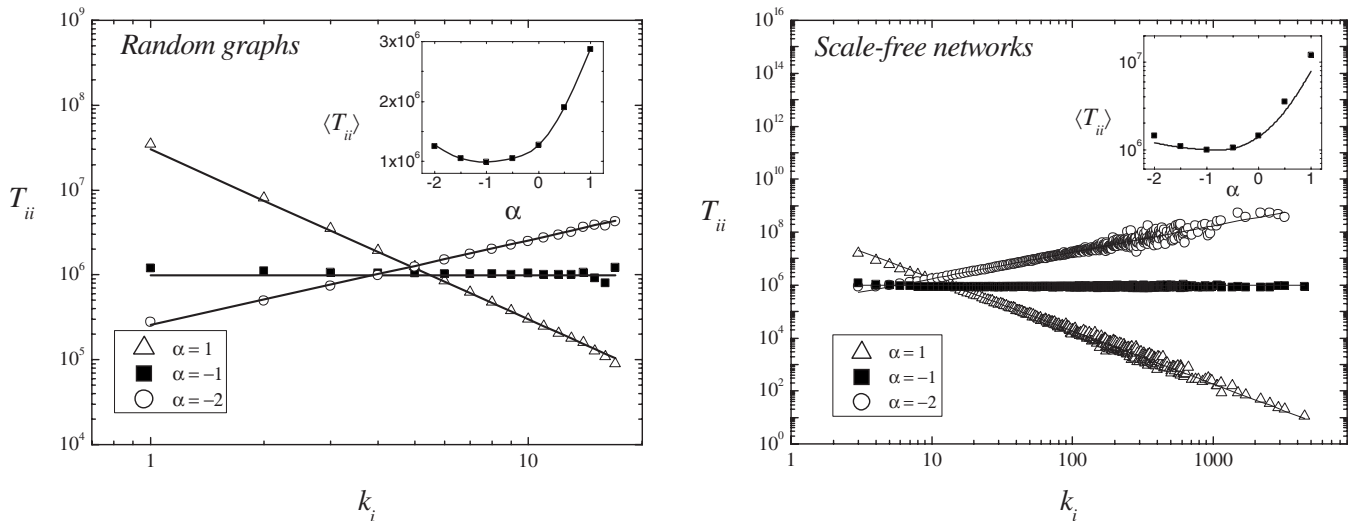 Random graphs
T_ii
10^10
10^9
10^8
10^7
10^6
10^5
10^4
1
10
20
k_i
⟨T_ii⟩
3x10^6
2x10^6
1x10^6
-2
-1
0
1
α
α = 1
α = −1
α = −2
Scale-free networks
T_ii
10^16
10^14
10^12
10^10
10^8
10^6
10^4
10^2
10^0
1
10
100
1000
k_i
⟨T_ii⟩
10^7
10^6
-2
-1
0
1
α
α = 1
α = −1
α = −2